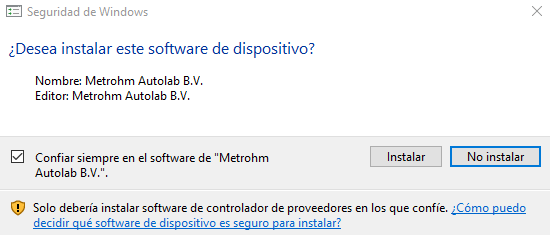 Seguridad de Windows
¿Desea instalar este software de dispositivo?
Nombre: Metrohm Autolab B.V.
Editor: Metrohm Autolab B.V.
Confiar siempre en el software de "Metrohm
Autolab B.V.".
Instalar
No instalar
Solo debería instalar software de controlador de proveedores en los que confíe. ¿Cómo puedo
decidir qué software de dispositivo es seguro para instalar?